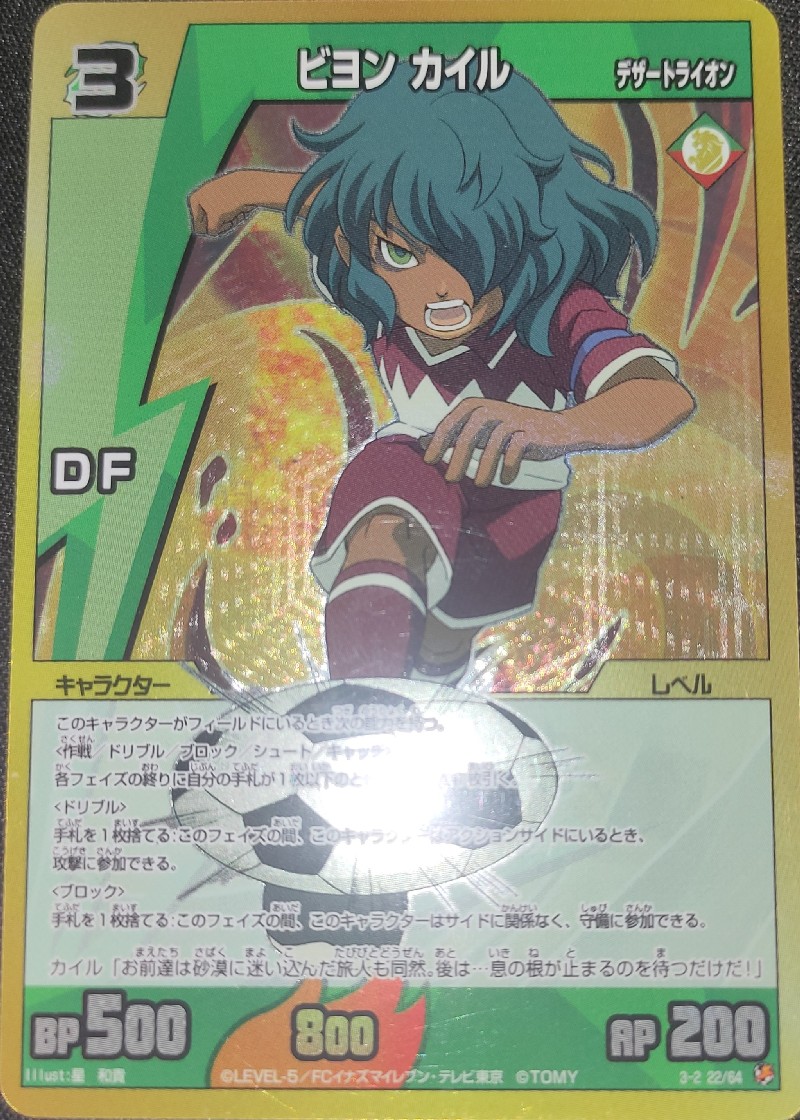 3
ビヨン カイル
デザートライオン
DF
キャラクター
レベル
このキャラクターがフィールドにいるとき次の能力を持つ。
<作戦/ドリブル/ブロック/シュート/キャッチ>
各フェイズの終りに自分の手札が1枚以下のと 枚引く。
<ドリブル>
手札を1枚捨てる:このフェイズの間、このキャラクターはアクションサイドにいるとき、
攻撃に参加できる。
<ブロック>
手札を1枚捨てる:このフェイズの間、このキャラクターはサイドに関係なく、守備に参加できる。
カイル「お前達は砂漠に迷い込んだ旅人も同然。後は…息の根が止まるのを待つだけだ!」
BP 500
800
AP 200
Illust:星 和貴
©LEVEL-5/FCイナズマイレブン・テレビ東京 ©TOMY
3-2 22/64